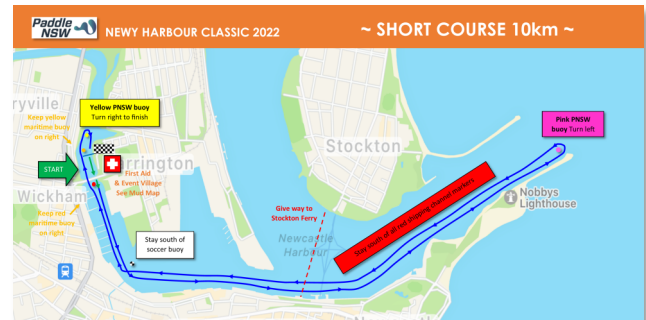 Paddle
NSW
NEWY HARBOUR CLASSIC 2022
~ SHORT COURSE 10km ~
ryville
Yellow PNSW buoy
Turn right to finish
Keep yellow
maritime buoy
on right
Pink PNSW
buoy Turn left
Stockton
START
rrington
First Aid
& Event Village
See Mud Map
Wickham
Keep red
maritime buoy
on right
Nobbys
Lighthouse
Give way to
Stockton Ferry
Stay south of all red shipping channel markers
Stay south of
soccer buoy
Newcastle
Harbour